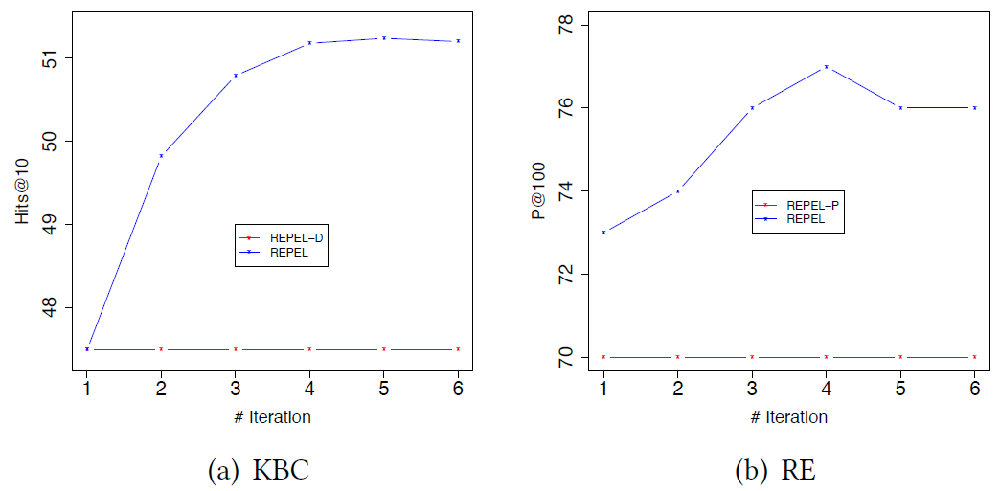 Hits@10
51
50
49
48
REPEL-D
REPEL
1 2 3 4 5 6
# Iteration
(a) KBC
P@100
78
76
74
72
70
REPEL-P
REPEL
1 2 3 4 5 6
# Iteration
(b) RE